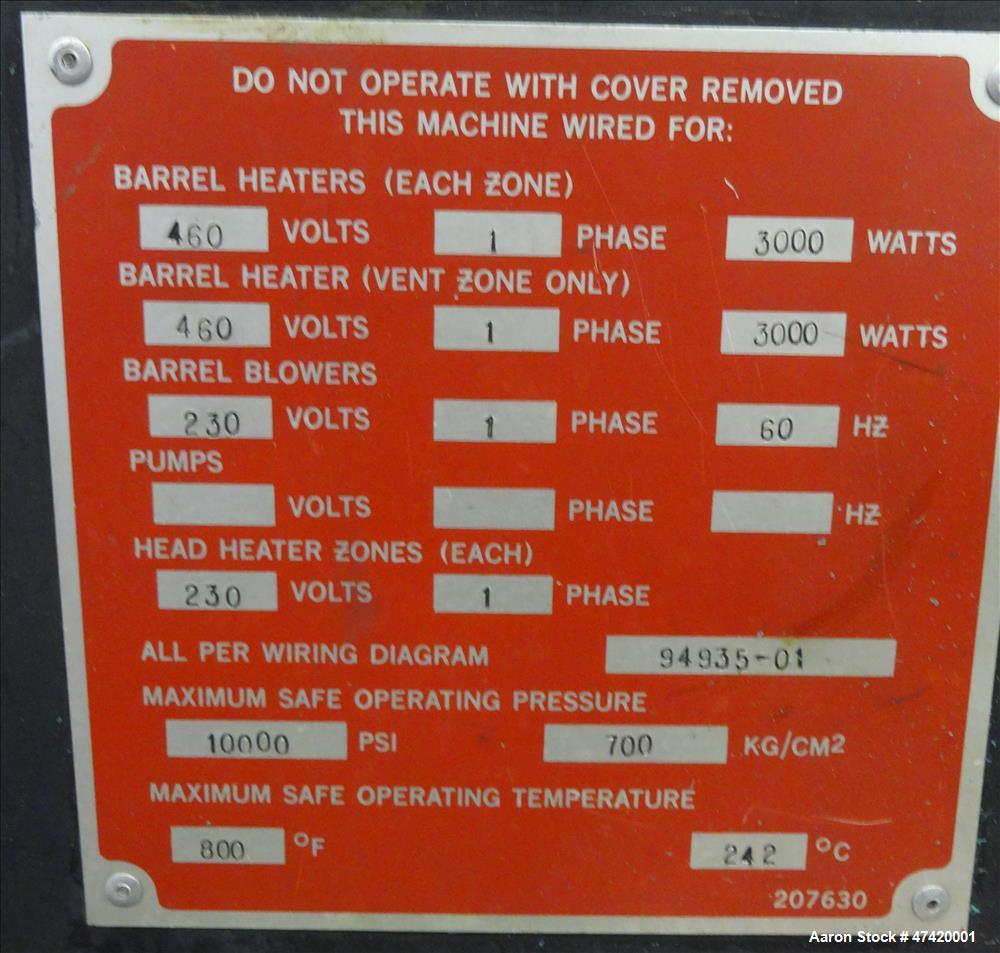 DO NOT OPERATE WITH COVER REMOVED
THIS MACHINE WIRED FOR:
BARREL HEATERS (EACH ZONE)
460 VOLTS 1 PHASE 3000 WATTS
BARREL HEATER (VENT ZONE ONLY)
460 VOLTS 1 PHASE 3000 WATTS
BARREL BLOWERS
230 VOLTS 1 PHASE 60 HZ
PUMPS
VOLTS PHASE HZ
HEAD HEATER ZONES (EACH)
230 VOLTS 1 PHASE
ALL PER WIRING DIAGRAM 94935-01
MAXIMUM SAFE OPERATING PRESSURE
10000 PSI 700 KG/CM2
MAXIMUM SAFE OPERATING TEMPERATURE
800 °F 242 °C
207630
Aaron Stock # 47420001